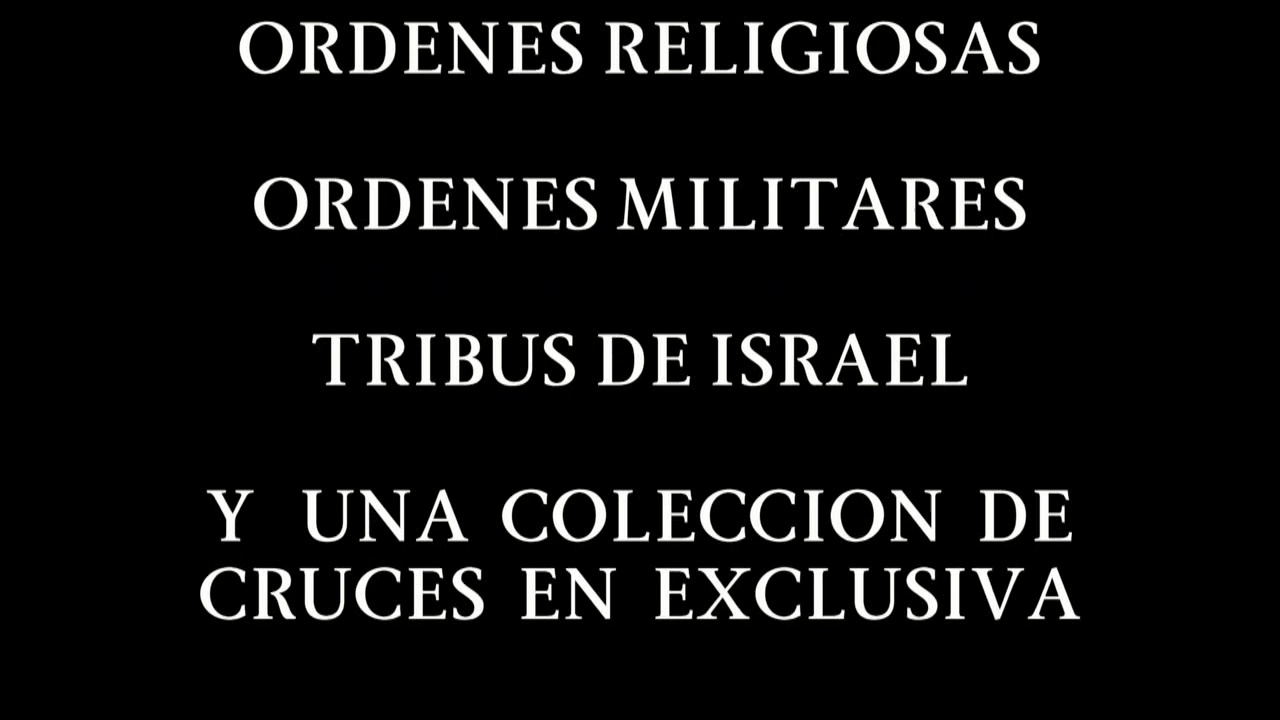 ORDENES RELIGIOSAS
ORDENES MILITARES
TRIBUS DE ISRAEL
Y UNA COLECCION DE
CRUCES EN EXCLUSIVA